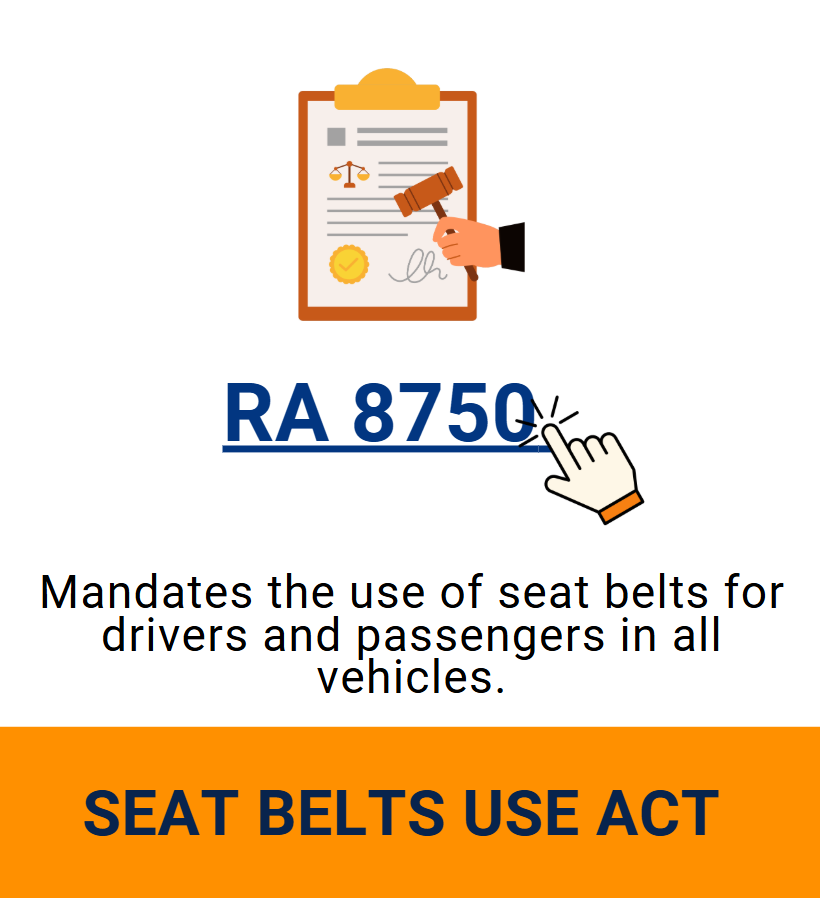 RA 8750
Mandates the use of seat belts for
drivers and passengers in all
vehicles.
SEAT BELTS USE ACT